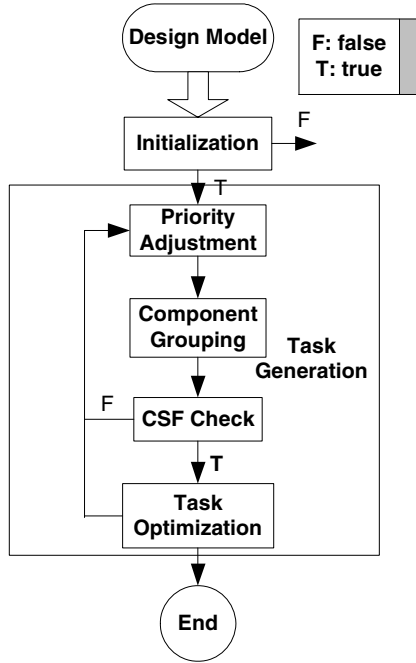 Design Model
F: false
T: true
F
Initialization
T
Priority
Adjustment
Component
Grouping
Task
Generation
F
CSF Check
T
Task
Optimization
End